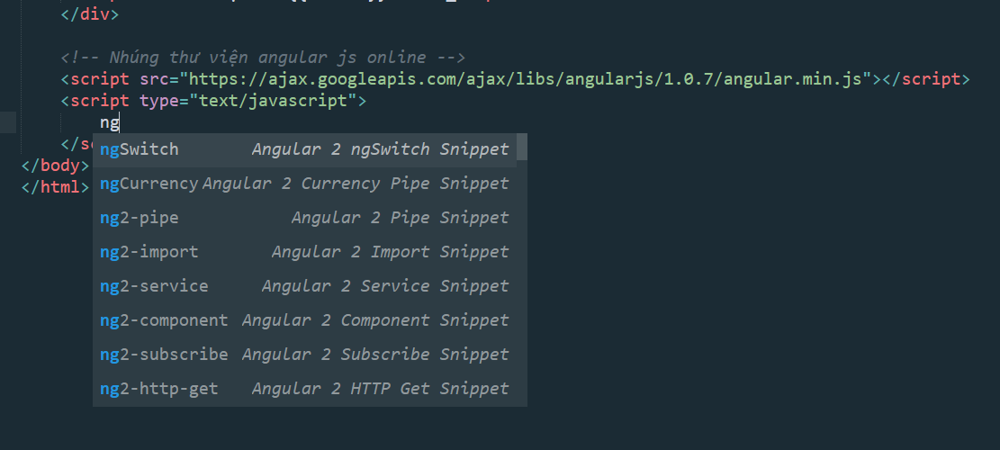 </div>
<!-- Nhúng thư viện angular js online -->
<script src="https://ajax.googleapis.com/ajax/libs/angularjs/1.0.7/angular.min.js"></script>
<script type="text/javascript">
ng
ngSwitch Angular 2 ngSwitch Snippet
</body> ngCurrency Angular 2 Currency Pipe Snippet
</html> ng2-pipe Angular 2 Pipe Snippet
ng2-import Angular 2 Import Snippet
ng2-service Angular 2 Service Snippet
ng2-component Angular 2 Component Snippet
ng2-subscribe Angular 2 Subscribe Snippet
ng2-http-get Angular 2 HTTP Get Snippet